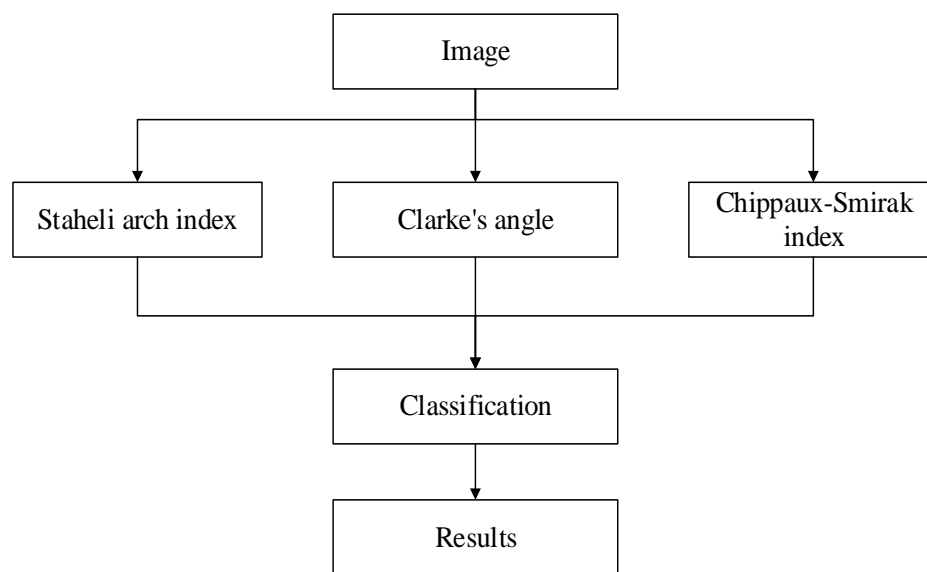 Image
Staheli arch index
Clarke's angle
Chippaux-Smirak
index
Classification
Results